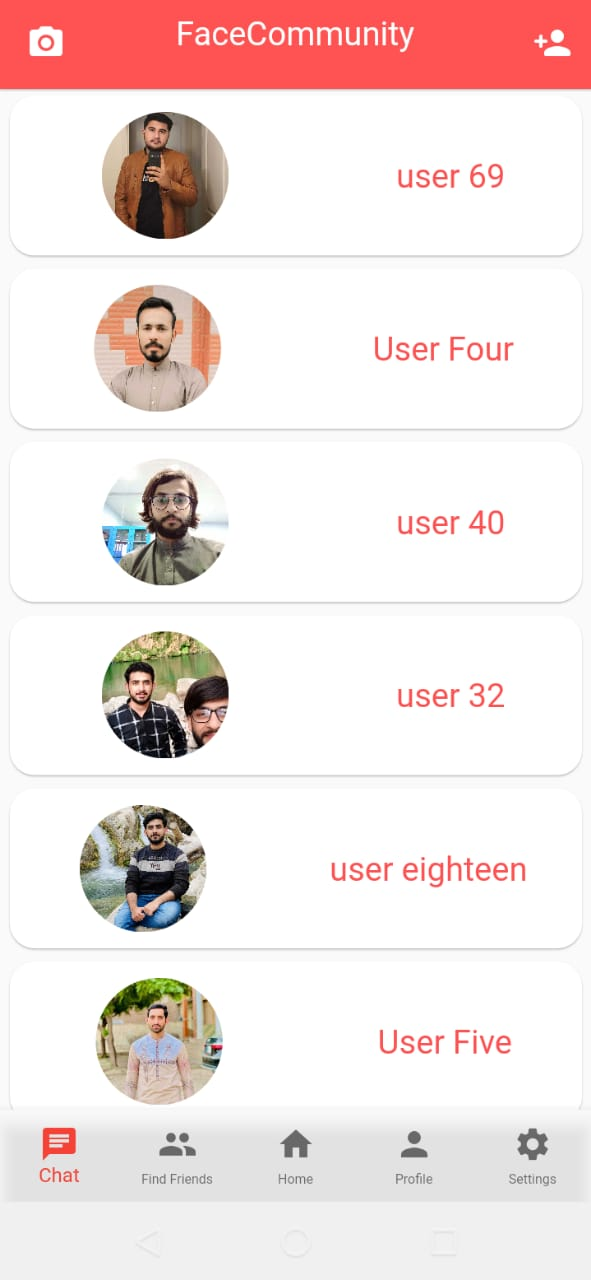 FaceCommunity
user 69
User Four
user 40
user 32
user eighteen
User Five
Chat
Find Friends
Home
Profile
Settings